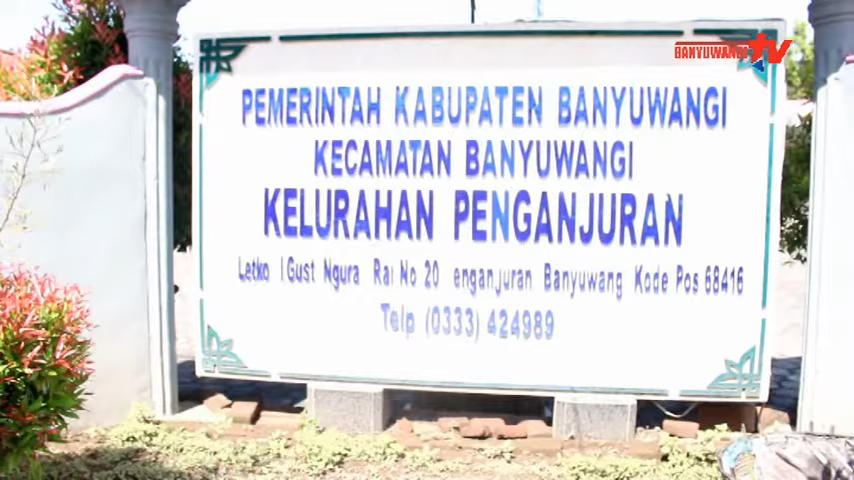 BANYUWANGI TV
PEMERINTAH KABUPATEN BANYUWANGI
KECAMATAN BANYUWANGI
KELURAHAN PENGANJURAN
Letko I Gust Ngura Rai No 20 enganjuran Banyuwang Kode Pos 68416
Telp (0333) 424989